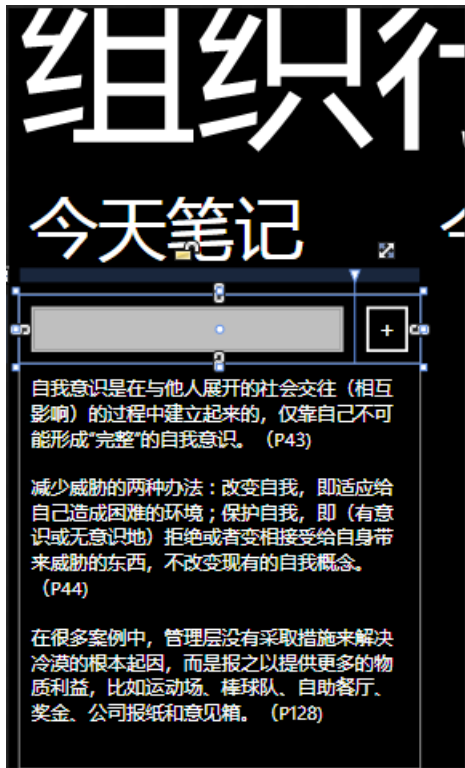 组织行
今天笔记
+
自我意识是在与他人展开的社会交往（相互
影响）的过程中建立起来的，仅靠自己不可
能形成“完整”的自我意识。（P43)
减少威胁的两种办法：改变自我，即适应给
自己造成困难的环境；保护自我，即（有意
识或无意识地）拒绝或者变相接受给自身带
来威胁的东西，不改变现有的自我概念。
（P44)
在很多案例中，管理层没有采取措施来解决
冷漠的根本起因，而是报之以提供更多的物
质利益，比如运动场、棒球队、自助餐厅、
奖金、公司报纸和意见箱。（P128)